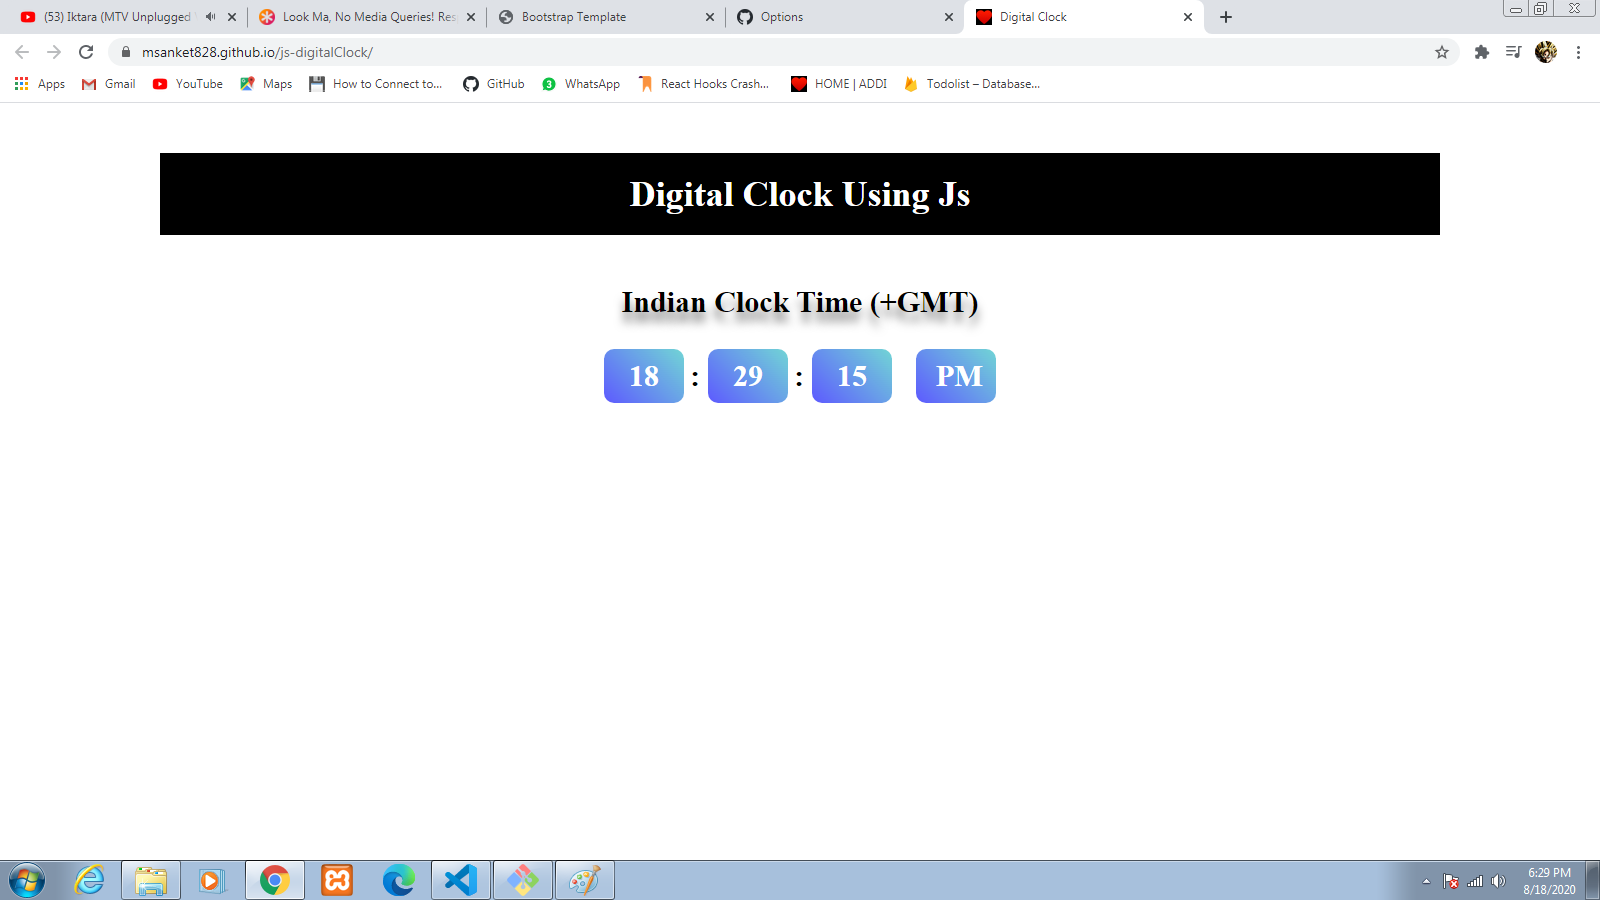 (53) Iktara (MTV Unplugged
Look Ma, No Media Queries! Res
Bootstrap Template
Options
Digital Clock
msanket828.github.io/js-digitalClock/
Apps
Gmail
YouTube
Maps
How to Connect to...
GitHub
3
WhatsApp
React Hooks Crash...
HOME | ADDI
Todolist – Database...
Digital Clock Using Js
Indian Clock Time (+GMT)
18 : 29 : 15 PM
6:29 PM
8/18/2020